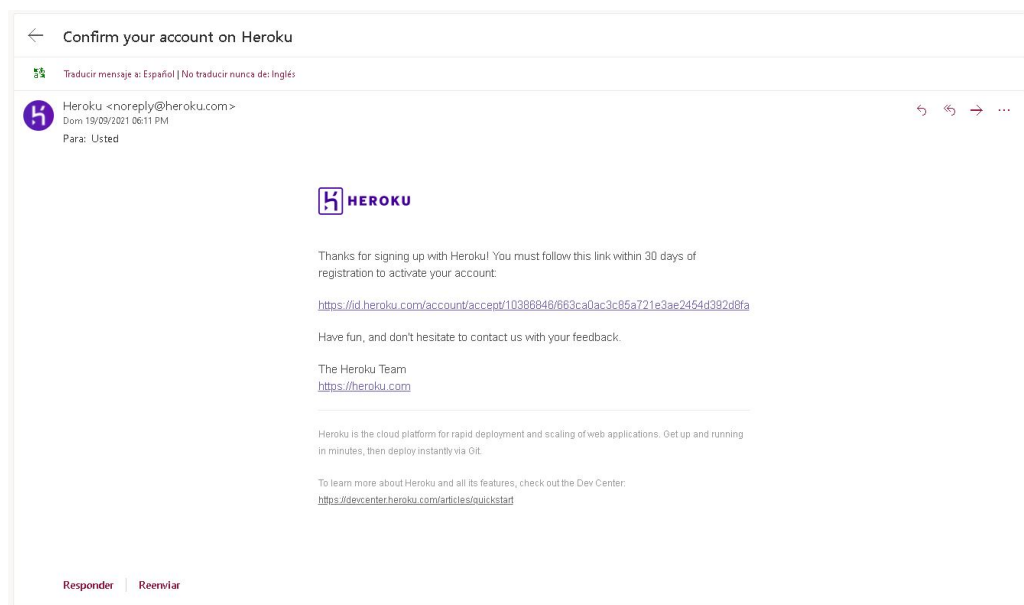 Confirm your account on Heroku
Traducir mensaje a: Español | No traducir nunca de: Inglés
Heroku <noreply@heroku.com>
Dom 19/09/2021 06:11 PM
Para: Usted
HEROKU
Thanks for signing up with Heroku! You must follow this link within 30 days of
registration to activate your account:
https://id.heroku.com/account/accept/10386846/663ca0ac3c85a721e3ae2454d392d8fa
Have fun, and don't hesitate to contact us with your feedback.
The Heroku Team
https://heroku.com
Heroku is the cloud platform for rapid deployment and scaling of web applications. Get up and running
in minutes, then deploy instantly via Git.
To learn more about Heroku and all its features, check out the Dev Center:
https://devcenter.heroku.com/articles/quickstart
Responder | Reenviar